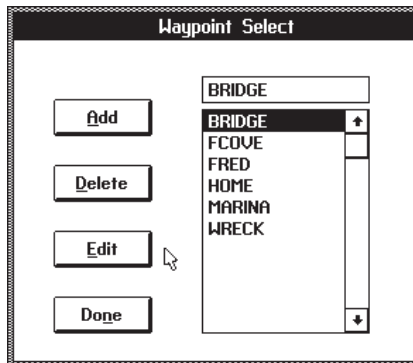 Waypoint Select
BRIDGE
Add
Delete
Edit
Done
BRIDGE
FCOVE
FRED
HOME
MARINA
WRECK